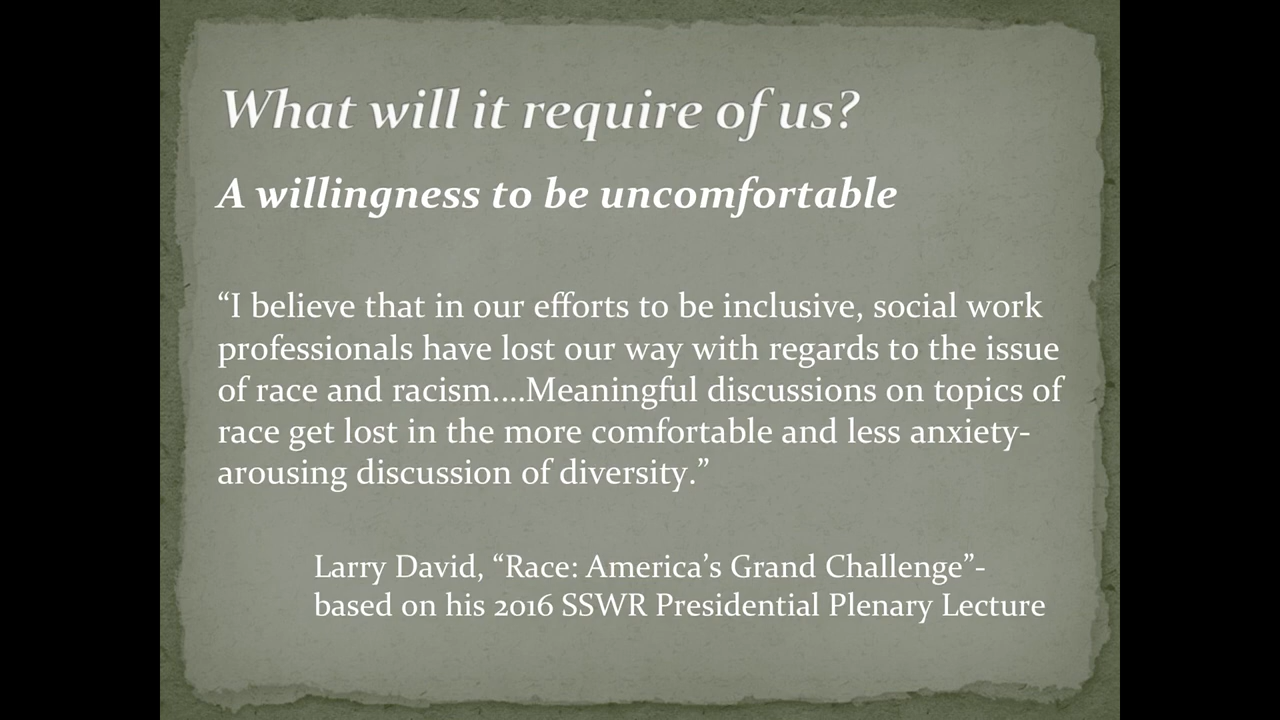 What will it require of us?
A willingness to be uncomfortable
“I believe that in our efforts to be inclusive, social work
professionals have lost our way with regards to the issue
of race and racism....Meaningful discussions on topics of
race get lost in the more comfortable and less anxiety-
arousing discussion of diversity.”
Larry David, “Race: America’s Grand Challenge”-
based on his 2016 SSWR Presidential Plenary Lecture